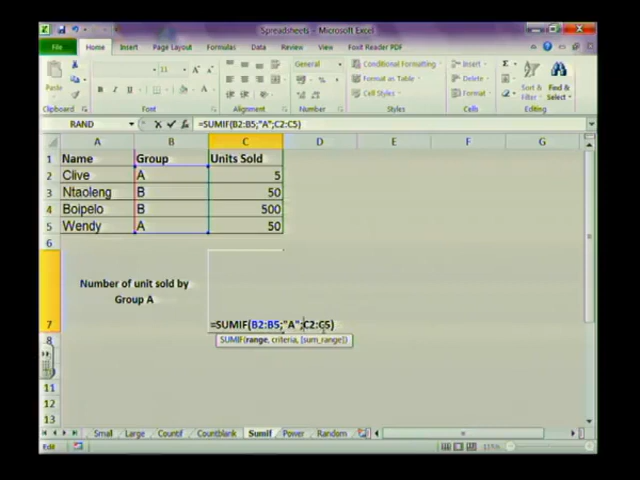 Spreadsheets - Microsoft Excel
File Home Insert Page Layout Formulas Data Review View Foxit Reader PDF
Paste
11 A A
General
Conditional Formatting
Format as Table
Cell Styles
Insert
Delete
Format
Sort &
Filter
Find &
Select
Clipboard Font Alignment Number Styles Cells Editing
RAND =SUMIF(B2:B5;"A";C2:C5)
A B C D E F G
1 Name Group Units Sold
2 Clive A 5
3 Ntaoleng B 50
4 Boipelo B 500
5 Wendy A 50
6
Number of unit sold by
Group A
7 =SUMIF(B2:B5;"A";C2:C5)
8 SUMIF(range, criteria, [sum_range])
11
12
13
Small Large Countif Countblank Sumif Power Random
Edit 115%